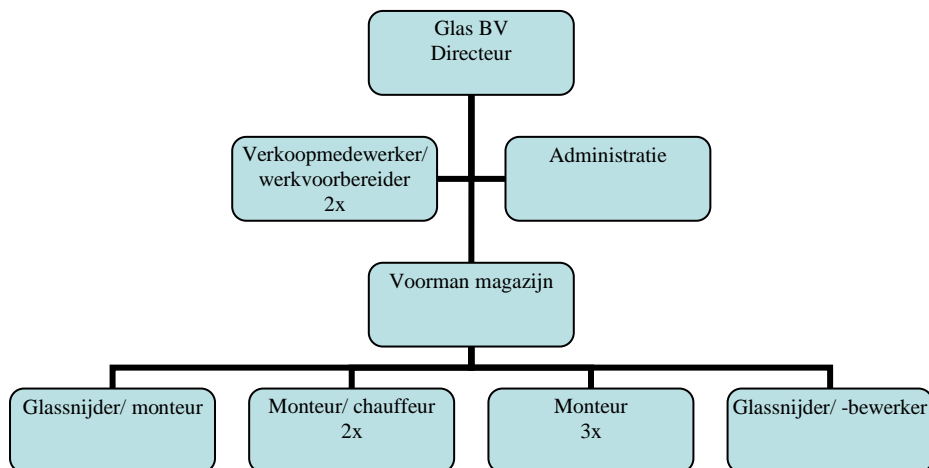 Glas BV
Directeur
Verkoopmedewerker/
werkvoorbereider
2x
Administratie
Voorman magazijn
Glassnijder/ monteur
Monteur/ chauffeur
2x
Monteur
3x
Glassnijder/ -bewerker